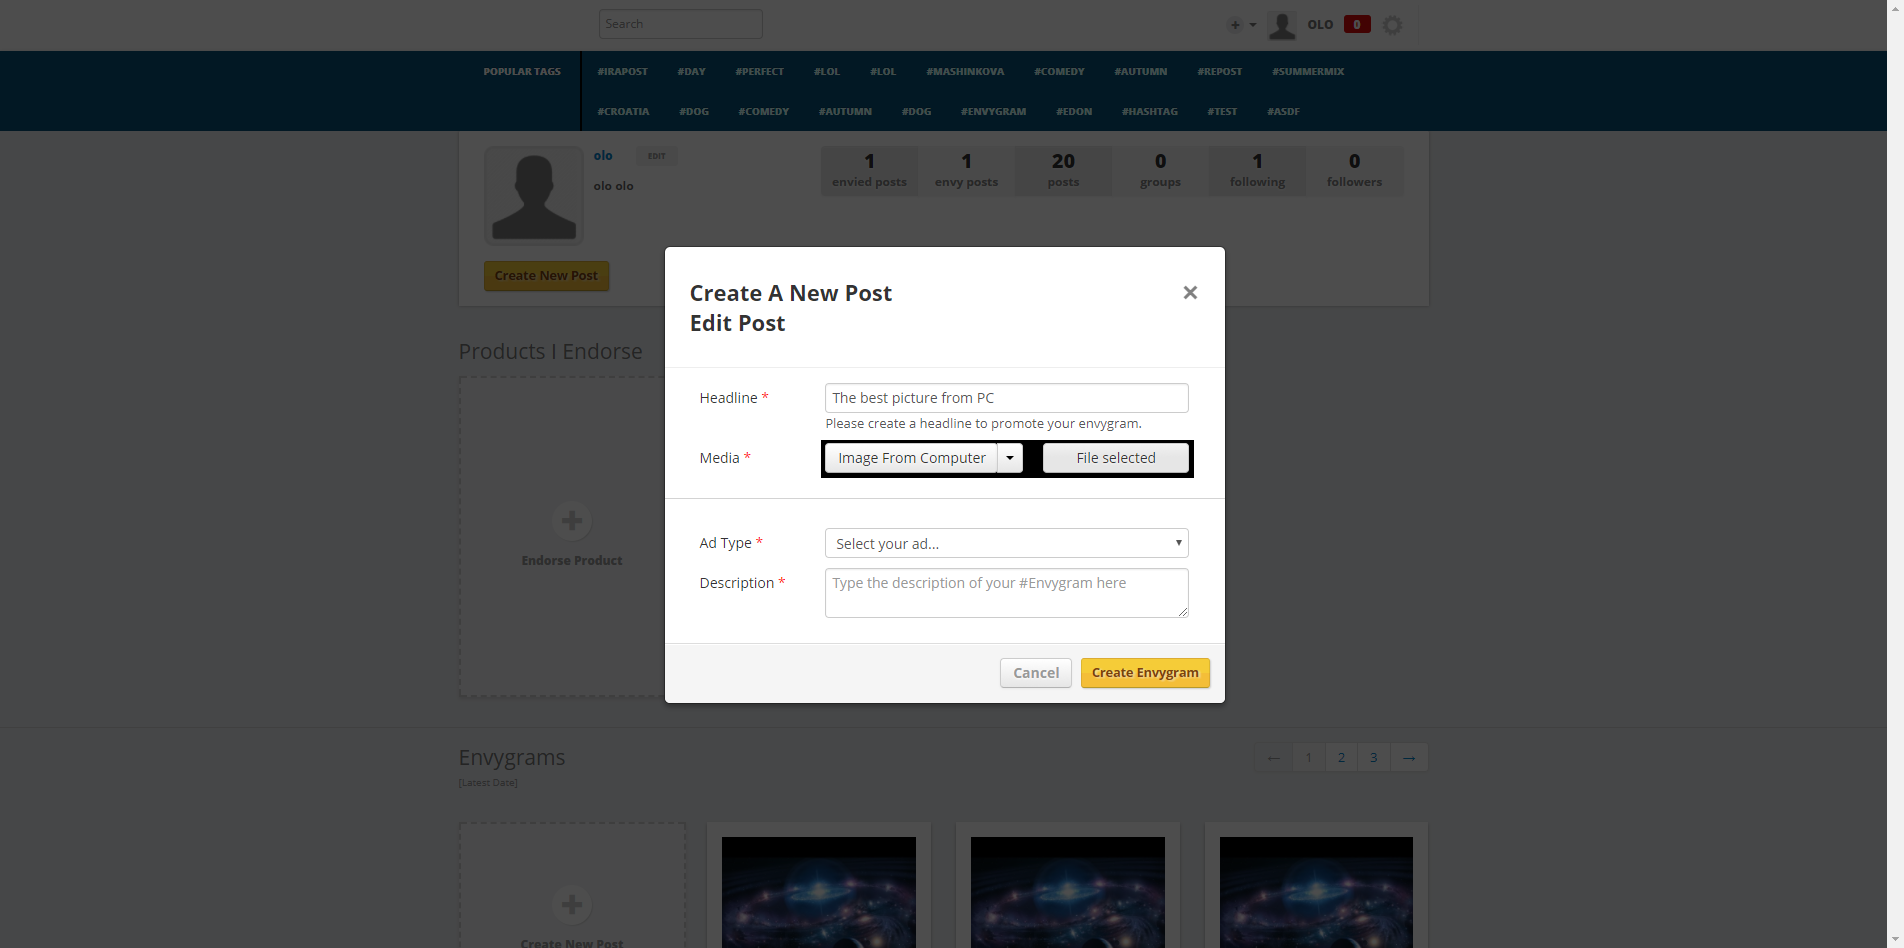 Search
+ OLO 0
POPULAR TAGS #IRAPOST #DAY #PERFECT #LOL #LOL #MASHINKOVA #COMEDY #AUTUMN #REPOST #SUMMERMIX
#CROATIA #DOG #COMEDY #AUTUMN #DOG #ENVYGRAM #EDON #HASHTAG #TEST #ASDF
olo EDIT
olo olo
1 1 20 0 1 0
envied posts envy posts posts groups following followers
Create New Post
Create A New Post
Edit Post
Products I Endorse
Endorse Product
Headline * The best picture from PC
Please create a headline to promote your envygram.
Media * Image From Computer File selected
Ad Type * Select your ad...
Description * Type the description of your #Envygram here
Cancel Create Envygram
Envygrams
[Latest Date]
← 1 2 3 →
Create New Post